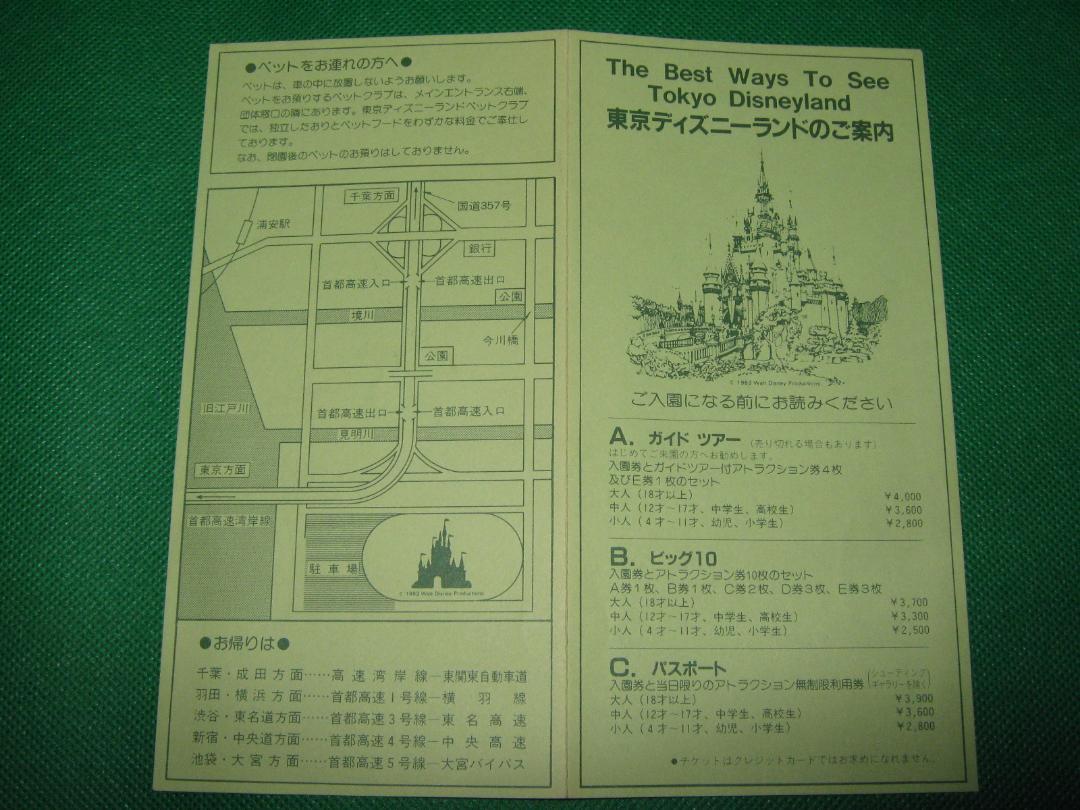 ●ペットをお連れの方へ●
ペットは、車の中に放置しないようお願いします。
ペットをお預りするペットクラブは、メインエントランス右端、
団体窓口の隣にあります。東京ディズニーランドペットクラブ
では、独立したおりとペットフードをわずかな料金でご奉仕し
ております。
なお、閉園後のペットのお預りはしておりません。
千葉方面
国道357号
浦安駅
銀行
首都高速入口
首都高速出口
公園
境川
今川橋
公園
旧江戸川
首都高速出口
首都高速入口
見明川
東京方面
首都高速湾岸線
駐車場
© 1983 Walt Disney Productions
●お帰りは●
千葉・成田方面……高速湾岸線―東関東自動車道
羽田・横浜方面……首都高速1号線―横羽線
渋谷・東名道方面……首都高速3号線―東名高速
新宿・中央道方面……首都高速4号線―中央高速
池袋・大宮方面……首都高速5号線―大宮バイパス
The Best Ways To See
Tokyo Disneyland
東京ディズニーランドのご案内
© 1983 Walt Disney Productions
ご入園になる前にお読みください
A. ガイド ツアー (売り切れる場合もあります)
はじめてご来園の方へお勧めします。
入園券とガイドツアー付アトラクション券4枚
及びE券1枚のセット
大人(18才以上) ¥4,000
中人(12才～17才、中学生、高校生) ¥3,600
小人(4才～11才、幼児、小学生) ¥2,800
B. ビッグ10
入園券とアトラクション券10枚のセット
A券1枚、B券1枚、C券2枚、D券3枚、E券3枚
大人(18才以上) ¥3,700
中人(12才～17才、中学生、高校生) ¥3,300
小人(4才～11才、幼児、小学生) ¥2,500
C. パスポート
入園券と当日限りのアトラクション無制限利用券(シューティングギャラリーを除く)
大人(18才以上) ¥3,900
中人(12才～17才、中学生、高校生) ¥3,600
小人(4才～11才、幼児、小学生) ¥2,800
●チケットはクレジットカードではお求めになれません。